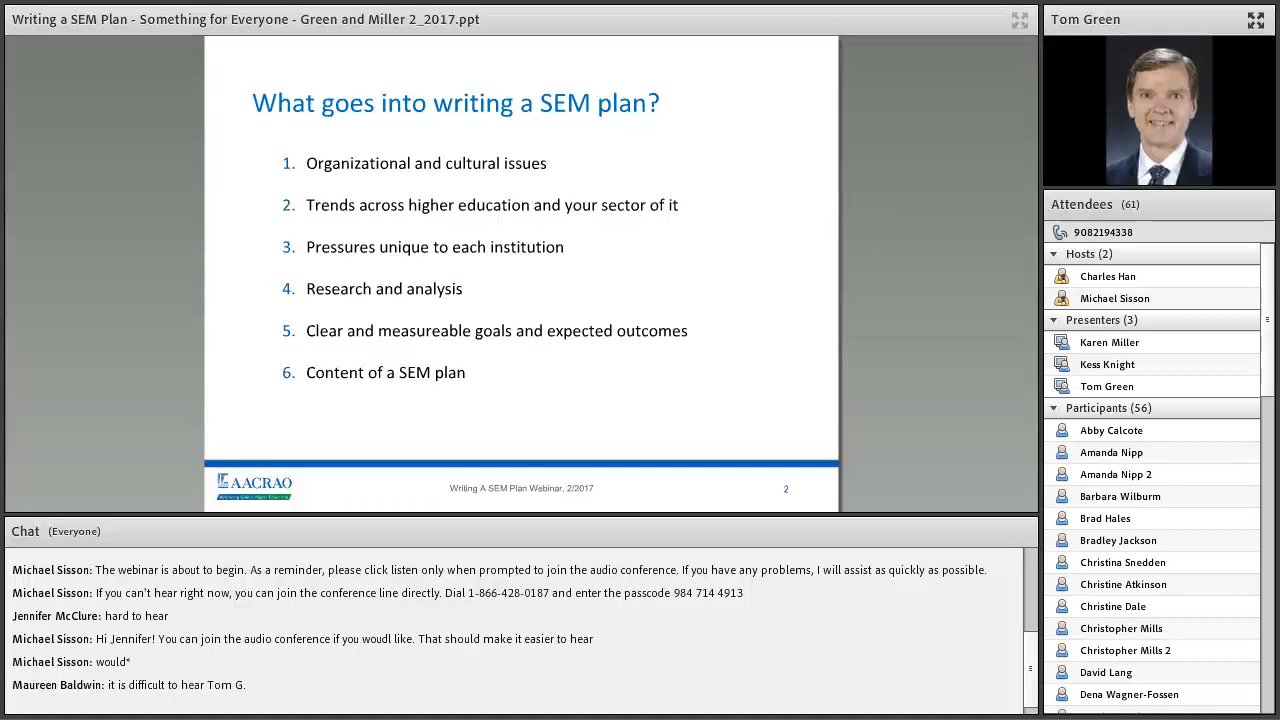 Writing a SEM Plan - Something for Everyone - Green and Miller 2_2017.ppt
What goes into writing a SEM plan?
1. Organizational and cultural issues
2. Trends across higher education and your sector of it
3. Pressures unique to each institution
4. Research and analysis
5. Clear and measureable goals and expected outcomes
6. Content of a SEM plan
AACRAO
Writing A SEM Plan Webinar, 2/2017
2
Chat (Everyone)
Michael Sisson: The webinar is about to begin. As a reminder, please click listen only when prompted to join the audio conference. If you have any problems, I will assist as quickly as possible.
Michael Sisson: If you can't hear right now, you can join the conference line directly. Dial 1-866-428-0187 and enter the passcode 984 714 4913
Jennifer McClure: hard to hear
Michael Sisson: Hi Jennifer! You can join the audio conference if you woudl like. That should make it easier to hear
Michael Sisson: would*
Maureen Baldwin: it is difficult to hear Tom G.
Tom Green
Attendees (61)
9082194338
Hosts (2)
Charles Han
Michael Sisson
Presenters (3)
Karen Miller
Kess Knight
Tom Green
Participants (56)
Abby Calcote
Amanda Nipp
Amanda Nipp 2
Barbara Wilburm
Brad Hales
Bradley Jackson
Christina Snedden
Christine Atkinson
Christine Dale
Christopher Mills
Christopher Mills 2
David Lang
Dena Wagner-Fossen